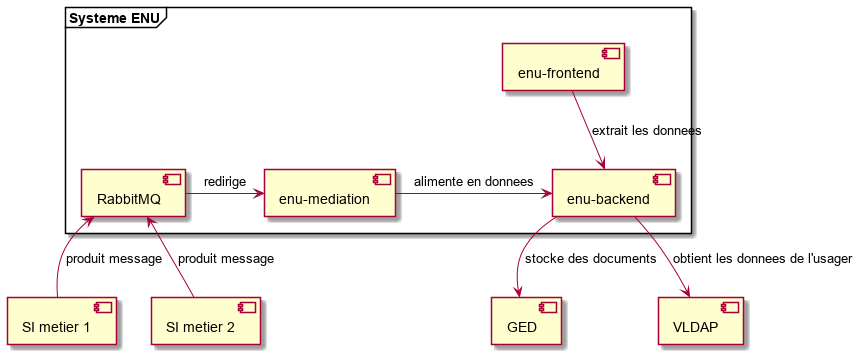 Systeme ENU
enu-frontend
extrait les donnees
RabbitMQ
redirige
enu-mediation
alimente en donnees
enu-backend
produit message
produit message
stocke des documents
obtient les donnees de l'usager
SI metier 1
SI metier 2
GED
VLDAP